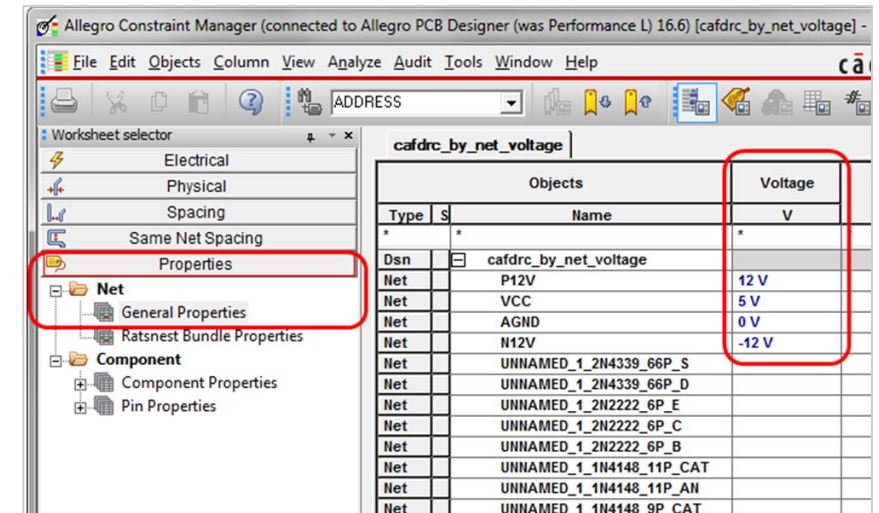 Allegro Constraint Manager (connected to Allegro PCB Designer (was Performance L) 16.6) [cafdrc_by_net_voltage] -
File Edit Objects Column View Analyze Audit Tools Window Help
cā
ADDRESS
Worksheet selector
Electrical
Physical
Spacing
Same Net Spacing
Properties
Net
General Properties
Ratsnest Bundle Properties
Component
Component Properties
Pin Properties
cafdrc_by_net_voltage
Objects Voltage
Type S Name V
* * *
Dsn cafdrc_by_net_voltage
Net P12V 12 V
Net VCC 5 V
Net AGND 0 V
Net N12V -12 V
Net UNNAMED_1_2N4339_66P_S
Net UNNAMED_1_2N4339_66P_D
Net UNNAMED_1_2N2222_6P_E
Net UNNAMED_1_2N2222_6P_C
Net UNNAMED_1_2N2222_6P_B
Net UNNAMED_1_1N4148_11P_CAT
Net UNNAMED_1_1N4148_11P_AN
Net UNNAMED_1_1N4148_9P_CAT